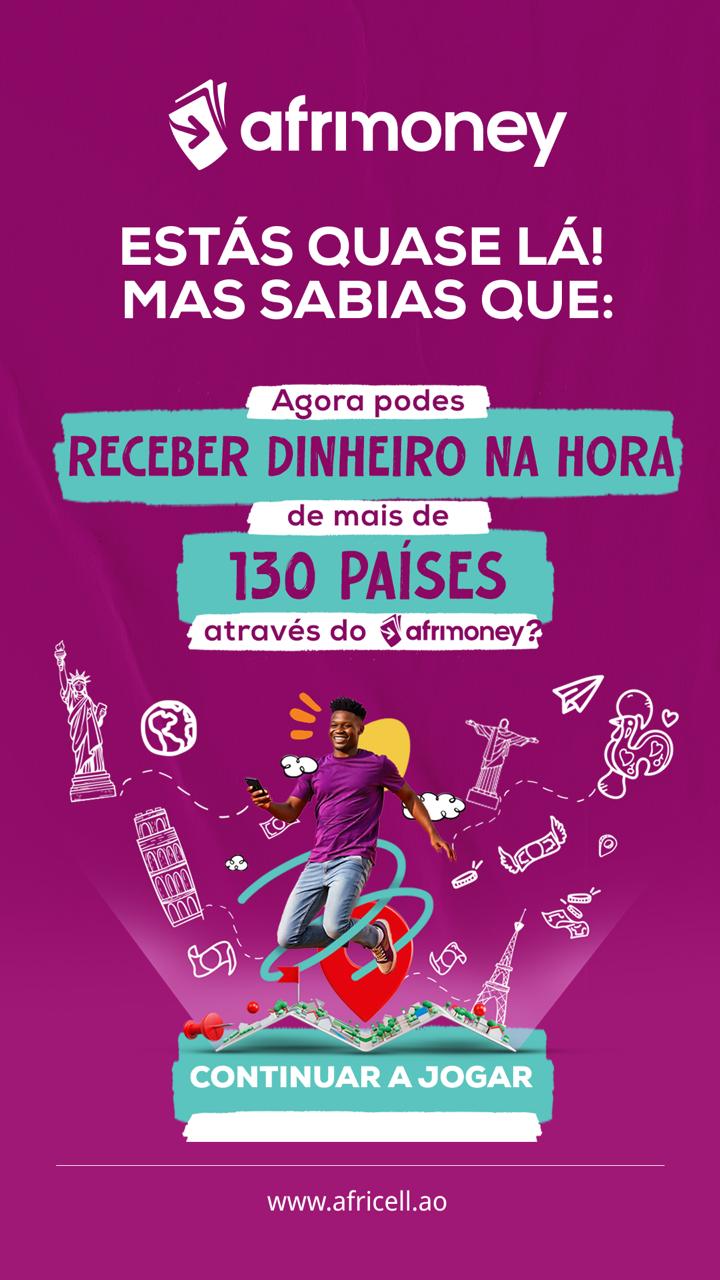 afrimoney
ESTÁS QUASE LÁ!
MAS SABIAS QUE:
Agora podes
RECEBER DINHEIRO NA HORA
de mais de
130 PAÍSES
através do afrimoney?
CONTINUAR A JOGAR
www.africell.ao